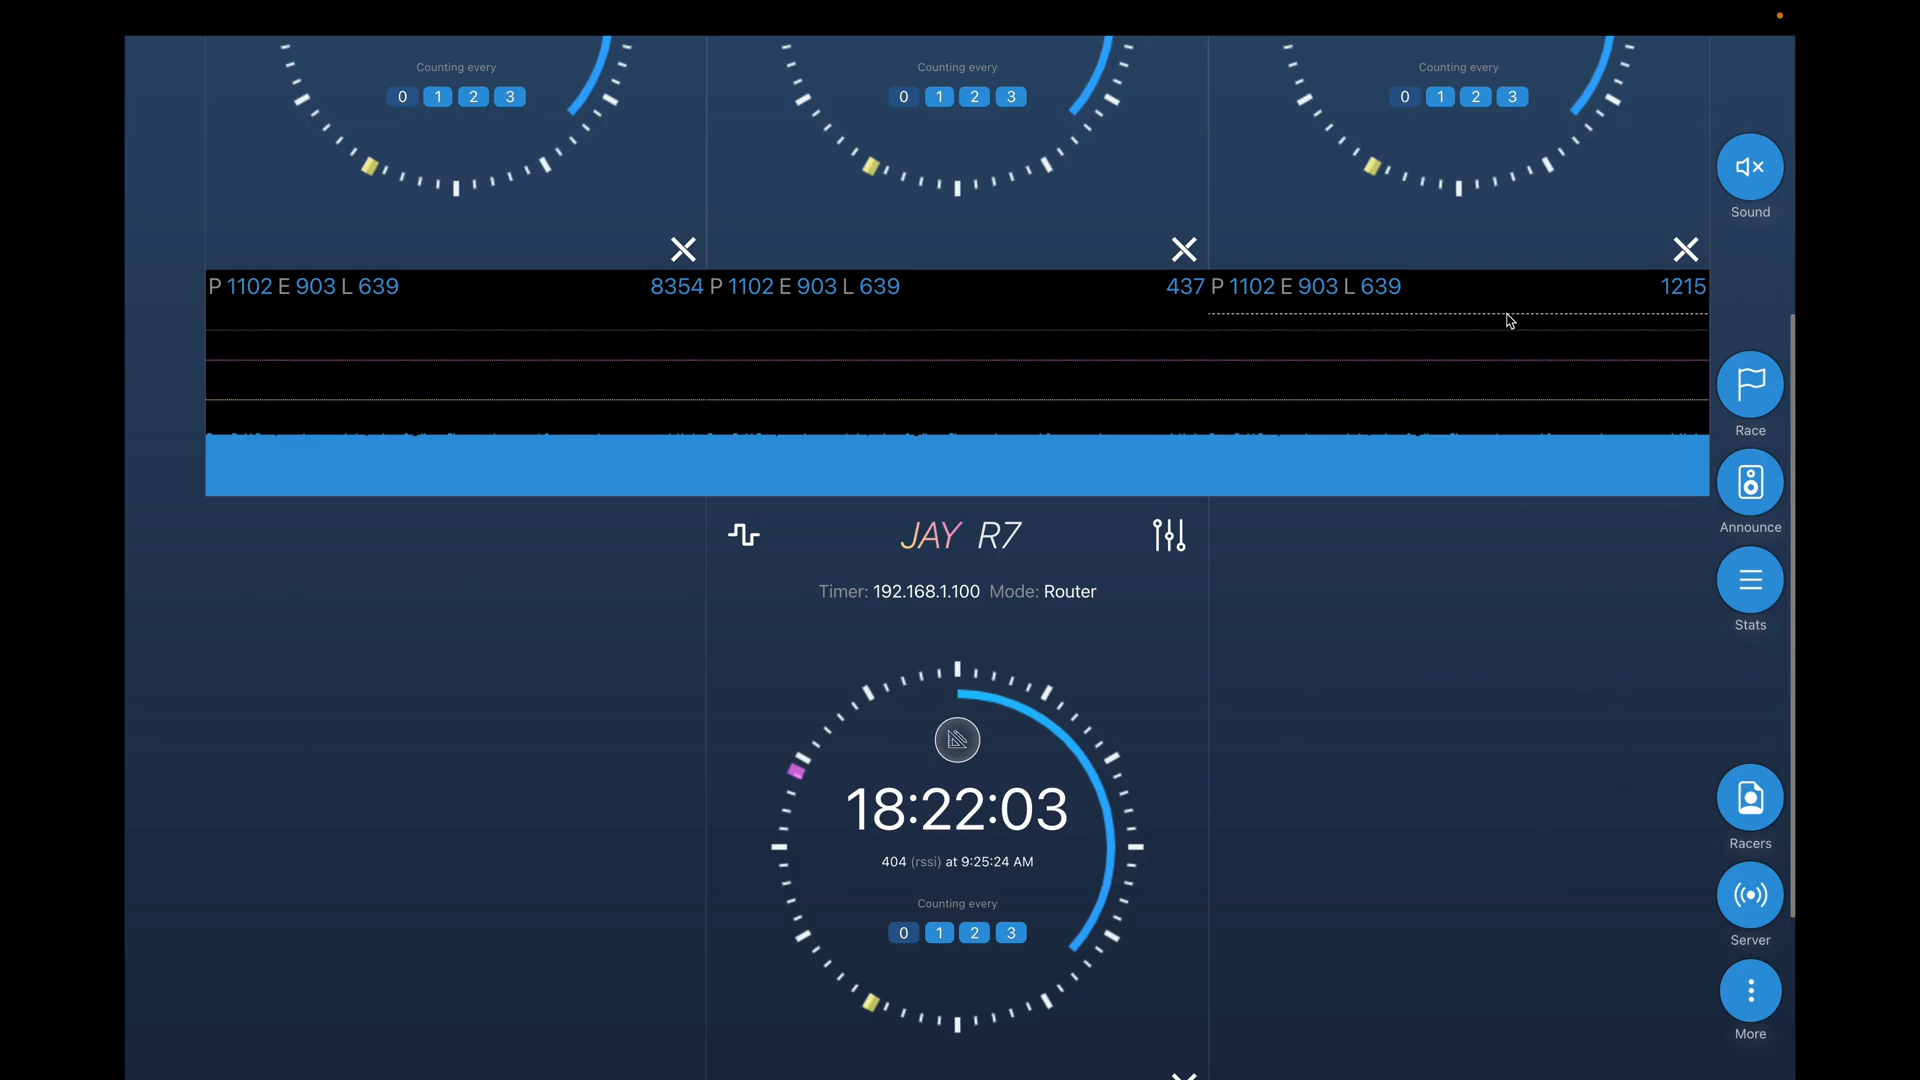 Counting every Counting every Counting every
0 1 2 3 0 1 2 3 0 1 2 3
Sound
P 1102 E 903 L 639 8354 P 1102 E 903 L 639 437 P 1102 E 903 L 639 1215
Race
Announce
JAY R7
Timer: 192.168.1.100 Mode: Router
Stats
18:22:03
404 (rssi) at 9:25:24 AM
Racers
Counting every
0 1 2 3
Server
More